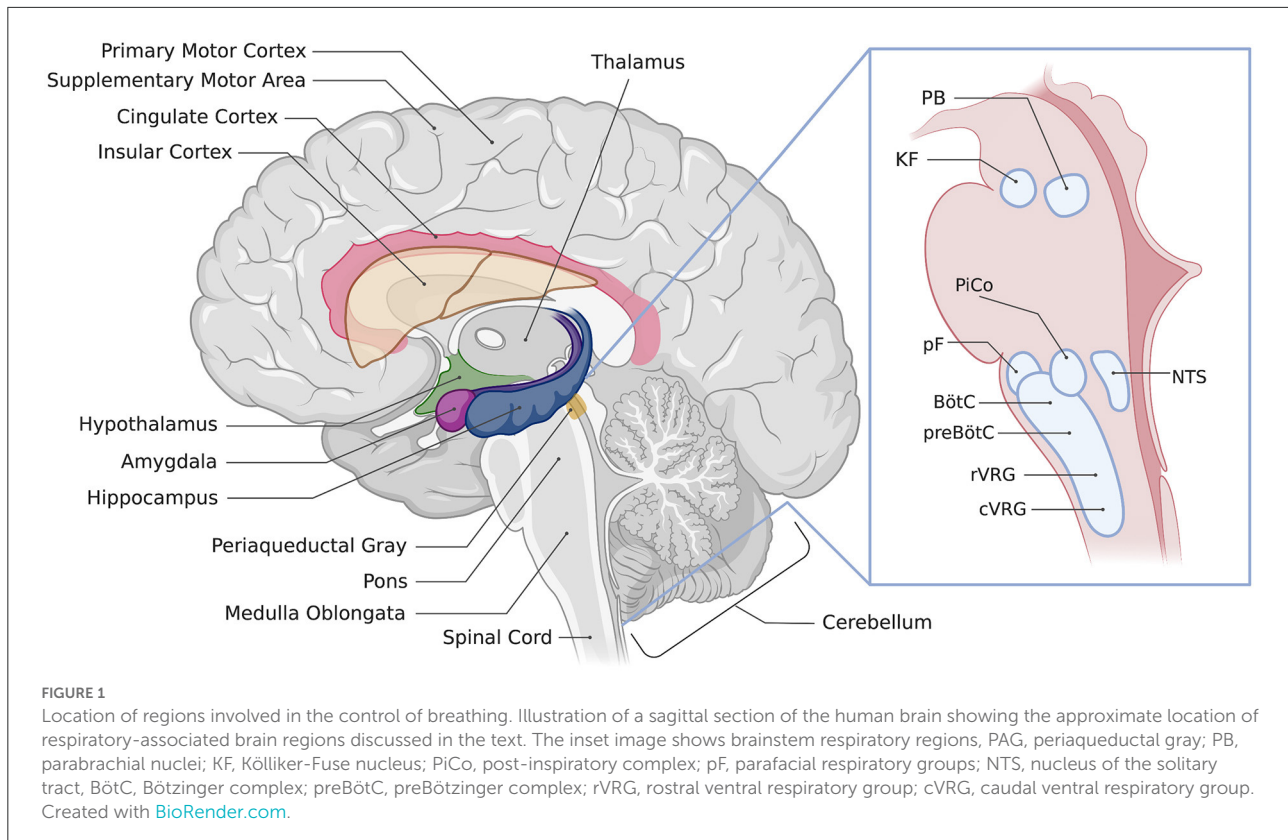 Primary Motor Cortex
Supplementary Motor Area
Cingulate Cortex
Insular Cortex
Thalamus
Hypothalamus
Amygdala
Hippocampus
Periaqueductal Gray
Pons
Medulla Oblongata
Spinal Cord
Cerebellum
PB
KF
PiCo
pF
NTS
BötC
preBötC
rVRG
cVRG
FIGURE 1
Location of regions involved in the control of breathing. Illustration of a sagittal section of the human brain showing the approximate location of
respiratory-associated brain regions discussed in the text. The inset image shows brainstem respiratory regions, PAG, periaqueductal gray; PB,
parabrachial nuclei; KF, Kölliker-Fuse nucleus; PiCo, post-inspiratory complex; pF, parafacial respiratory groups; NTS, nucleus of the solitary
tract, BötC, Bötzinger complex; preBötC, preBötzinger complex; rVRG, rostral ventral respiratory group; cVRG, caudal ventral respiratory group.
Created with BioRender.com.